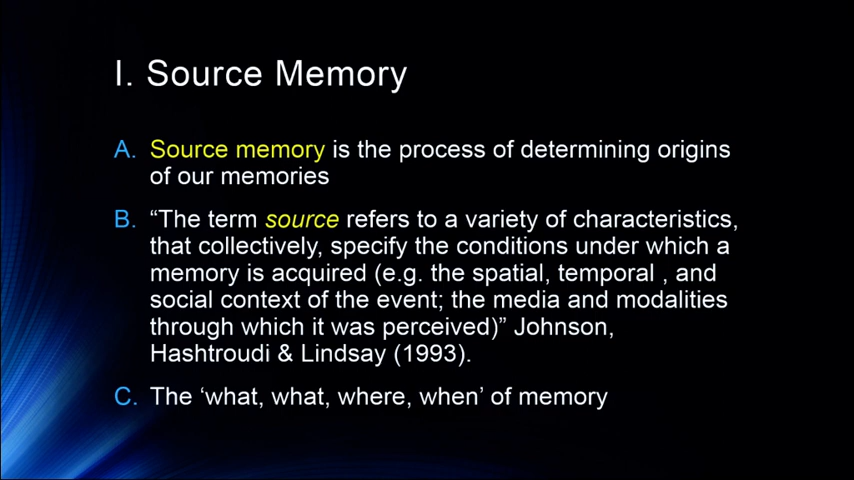 I. Source Memory
A. Source memory is the process of determining origins
of our memories
B. “The term source refers to a variety of characteristics,
that collectively, specify the conditions under which a
memory is acquired (e.g. the spatial, temporal , and
social context of the event; the media and modalities
through which it was perceived)” Johnson,
Hashtroudi & Lindsay (1993).
C. The ‘what, what, where, when’ of memory